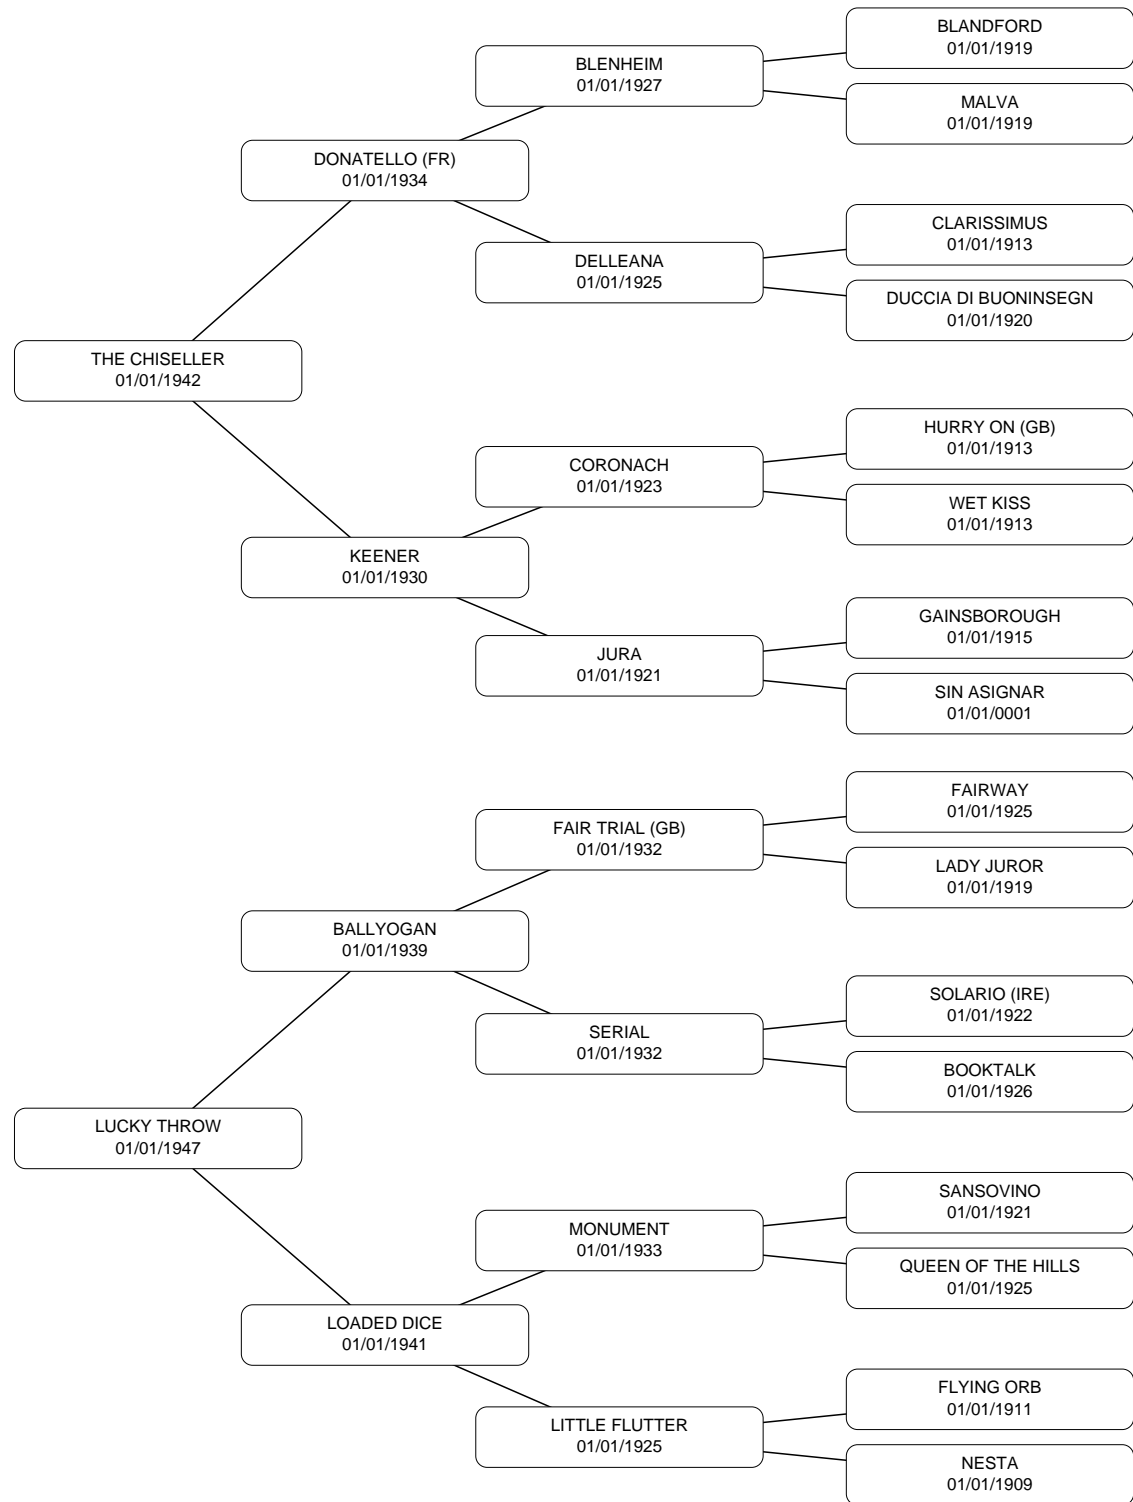 BLANDFORD
01/01/1919
BLENHEIM
01/01/1927
MALVA
01/01/1919
DONATELLO (FR)
01/01/1934
CLARISSIMUS
01/01/1913
DELLEANA
01/01/1925
DUCCIA DI BUONINSEGN
01/01/1920
THE CHISELLER
01/01/1942
HURRY ON (GB)
01/01/1913
CORONACH
01/01/1923
WET KISS
01/01/1913
KEENER
01/01/1930
GAINSBOROUGH
01/01/1915
JURA
01/01/1921
SIN ASIGNAR
01/01/0001
FAIRWAY
01/01/1925
FAIR TRIAL (GB)
01/01/1932
LADY JUROR
01/01/1919
BALLYOGAN
01/01/1939
SOLARIO (IRE)
01/01/1922
SERIAL
01/01/1932
BOOKTALK
01/01/1926
LUCKY THROW
01/01/1947
SANSOVINO
01/01/1921
MONUMENT
01/01/1933
QUEEN OF THE HILLS
01/01/1925
LOADED DICE
01/01/1941
FLYING ORB
01/01/1911
LITTLE FLUTTER
01/01/1925
NESTA
01/01/1909